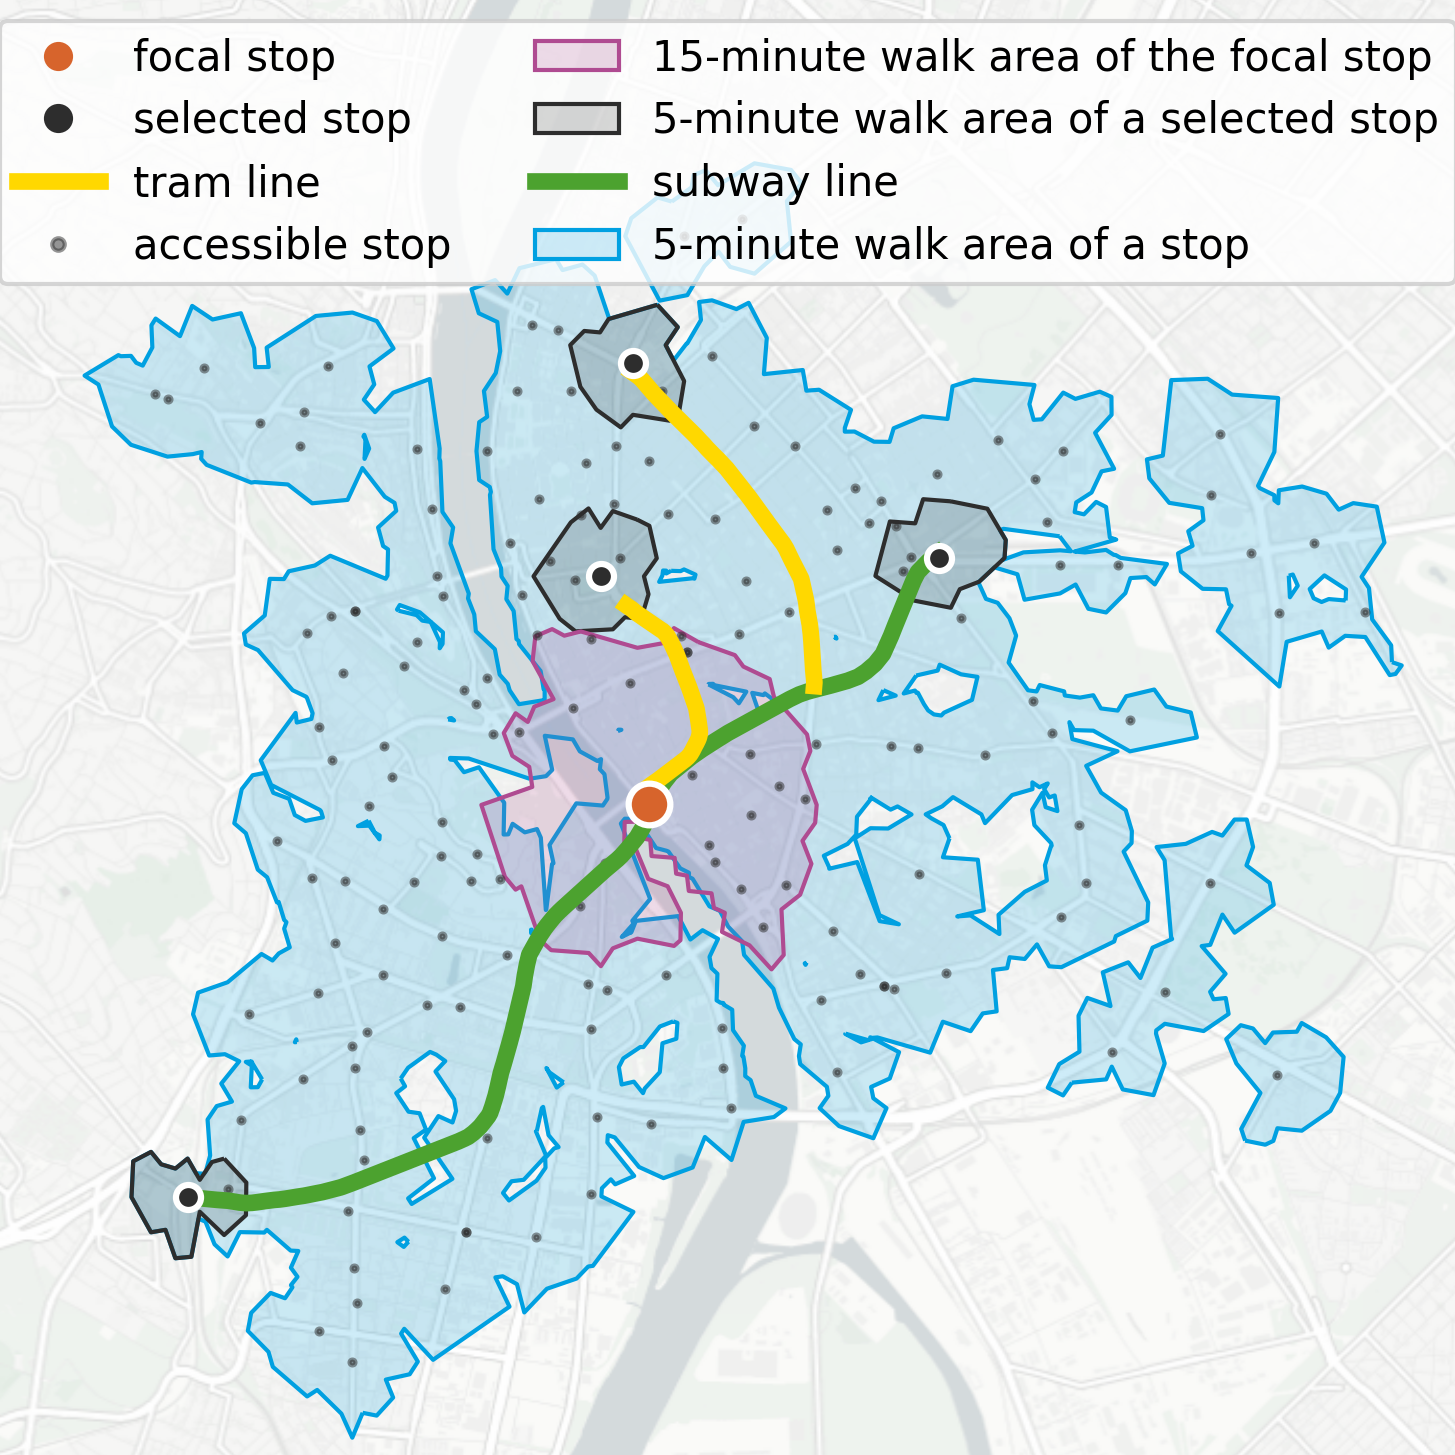 focal stop
selected stop
tram line
accessible stop
15-minute walk area of the focal stop
5-minute walk area of a selected stop
subway line
5-minute walk area of a stop